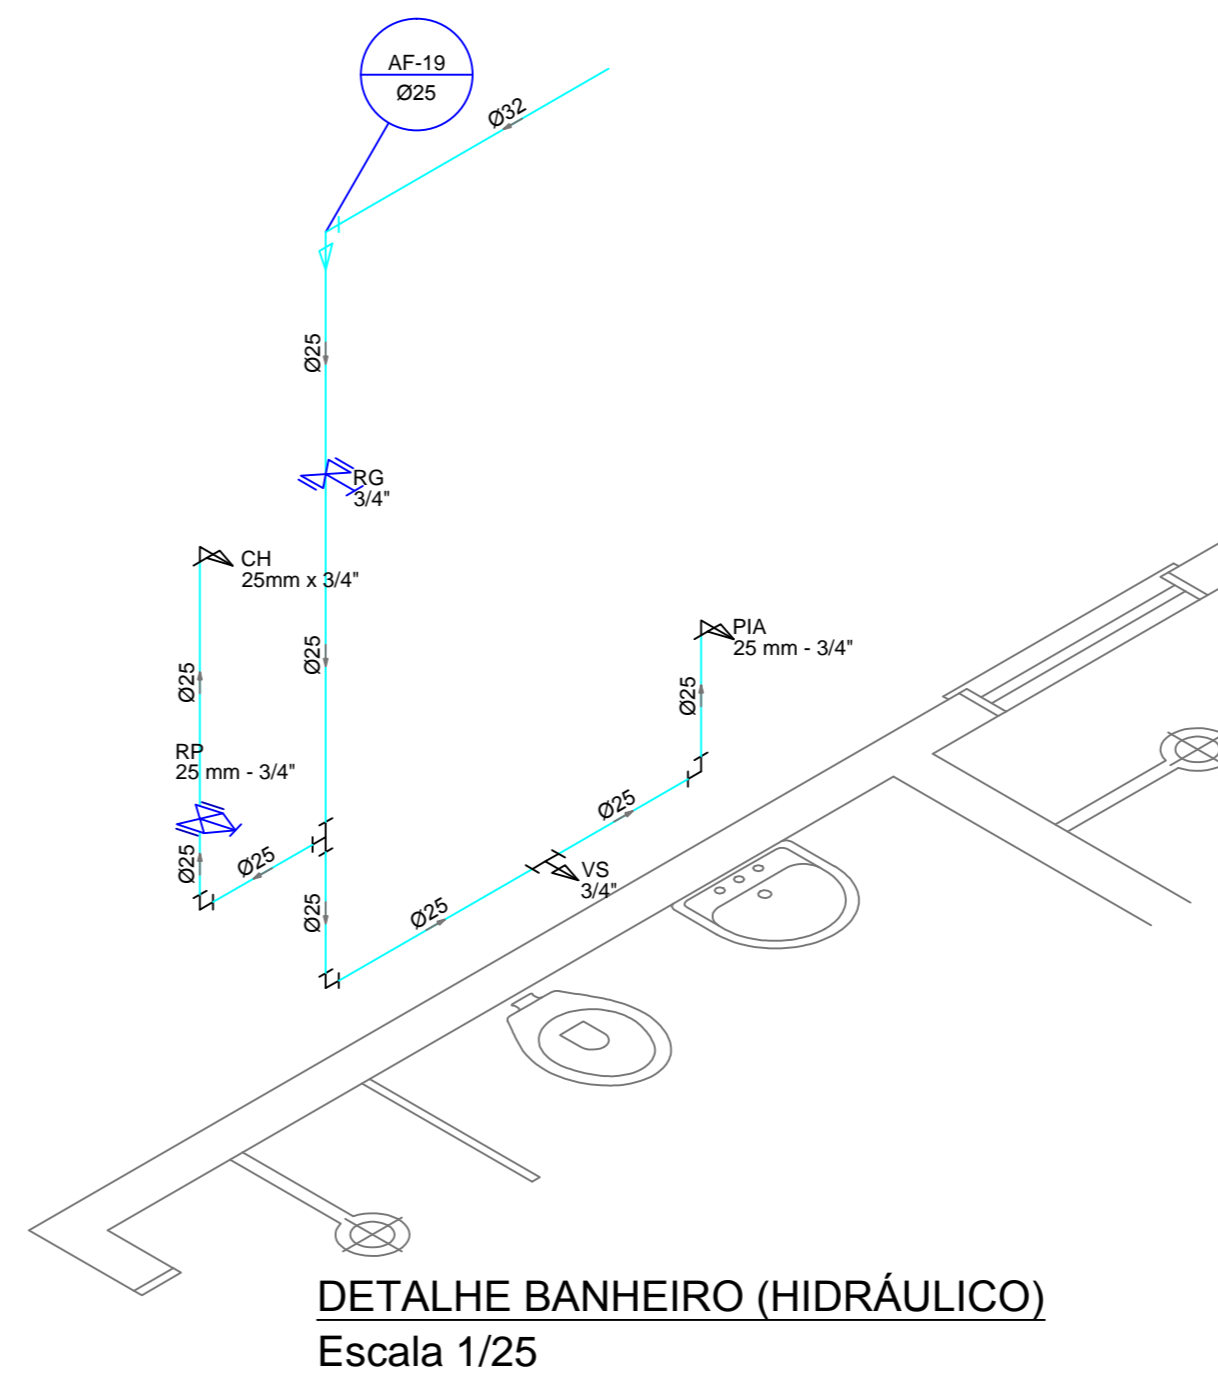 AF-19
Ø25
Ø32
Ø25
RG
3/4"
CH
25mm x 3/4"
Ø25
PIA
25 mm - 3/4"
Ø25
Ø25
RP
25 mm - 3/4"
Ø25
Ø25
Ø25
VS
3/4"
Ø25
Ø25
DETALHE BANHEIRO (HIDRÁULICO)
Escala 1/25